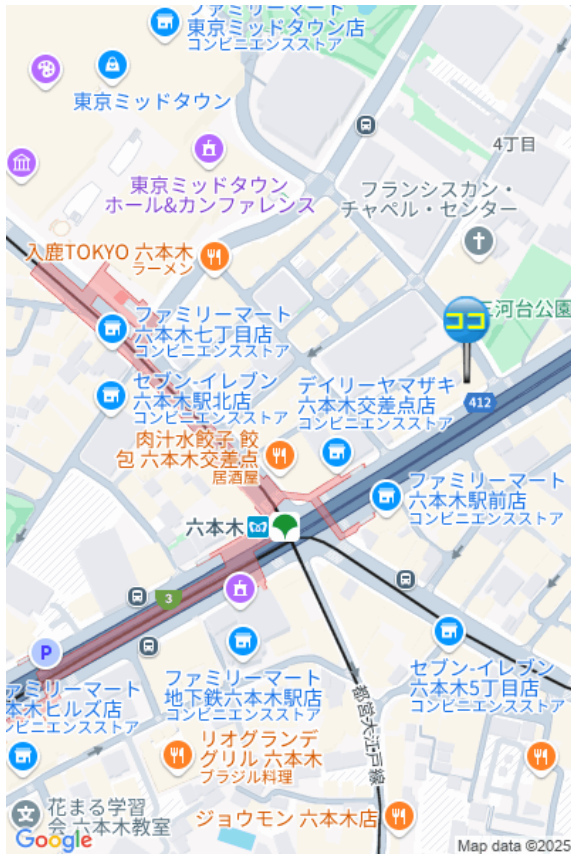 ファミリーマート
東京ミッドタウン店
コンビニエンスストア
東京ミッドタウン
4丁目
東京ミッドタウン
ホール&カンファレンス
フランシスカン・
チャペル・センター
入鹿TOKYO 六本木
ラーメン
三河台公園
ココ
ファミリーマート
六本木七丁目店
コンビニエンスストア
セブン-イレブン
六本木駅北店
コンビニエンスストア
デイリーヤマザキ
六本木交差点店
コンビニエンスストア
412
肉汁水餃子 餃
包 六本木交差点
居酒屋
ファミリーマート
六本木駅前店
コンビニエンスストア
六本木
3
P
ファミリーマート
地下鉄六本木駅店
コンビニエンスストア
セブン-イレブン
六本木5丁目店
コンビニエンスストア
ァミリーマート
本木ヒルズ店
ンビニエンスストア
都営大江戸線
リオグランデ
グリル 六本木
ブラジル料理
文
花まる学習
会 六本木教室
ジョウモン 六本木店
Google
Map data ©2025